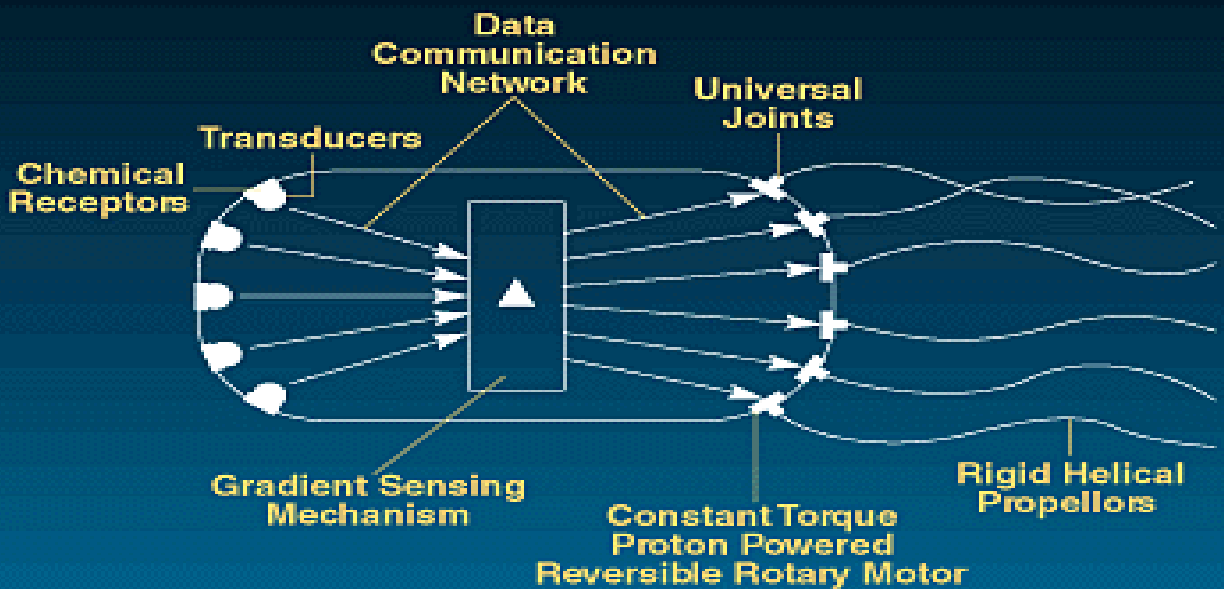 Data
Communication
Network
Universal
Joints
Transducers
Chemical
Receptors
Gradient Sensing
Mechanism
Constant Torque
Proton Powered
Reversible Rotary Motor
Rigid Helical
Propellors